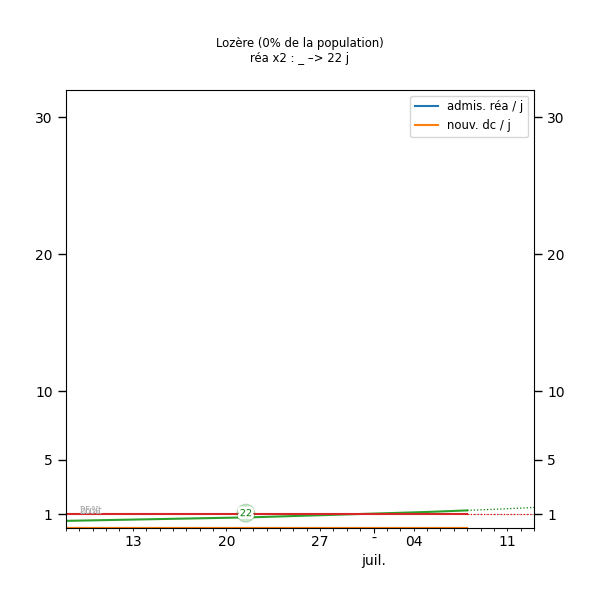 Lozère (0% de la population)
réa x2 : _ –> 22 j
admis. réa / j
nouv. dc / j
30 30
20 20
10 10
5 5
1 22 1
13 20 27 - 04 11
juil.